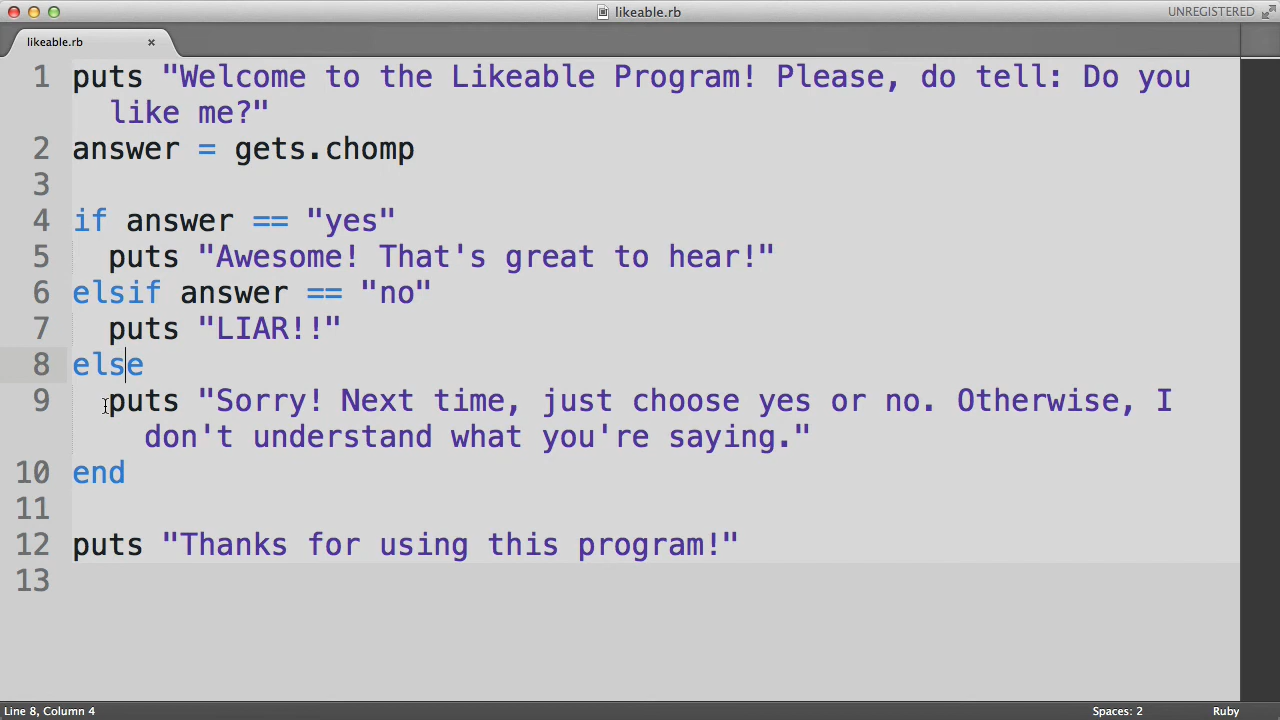 likeable.rb
UNREGISTERED
likeable.rb ×
1 puts "Welcome to the Likeable Program! Please, do tell: Do you
like me?"
2 answer = gets.chomp
3
4 if answer == "yes"
5 puts "Awesome! That's great to hear!"
6 elsif answer == "no"
7 puts "LIAR!!"
8 else
9 puts "Sorry! Next time, just choose yes or no. Otherwise, I
don't understand what you're saying."
10 end
11
12 puts "Thanks for using this program!"
13
Line 8, Column 4
Spaces: 2
Ruby